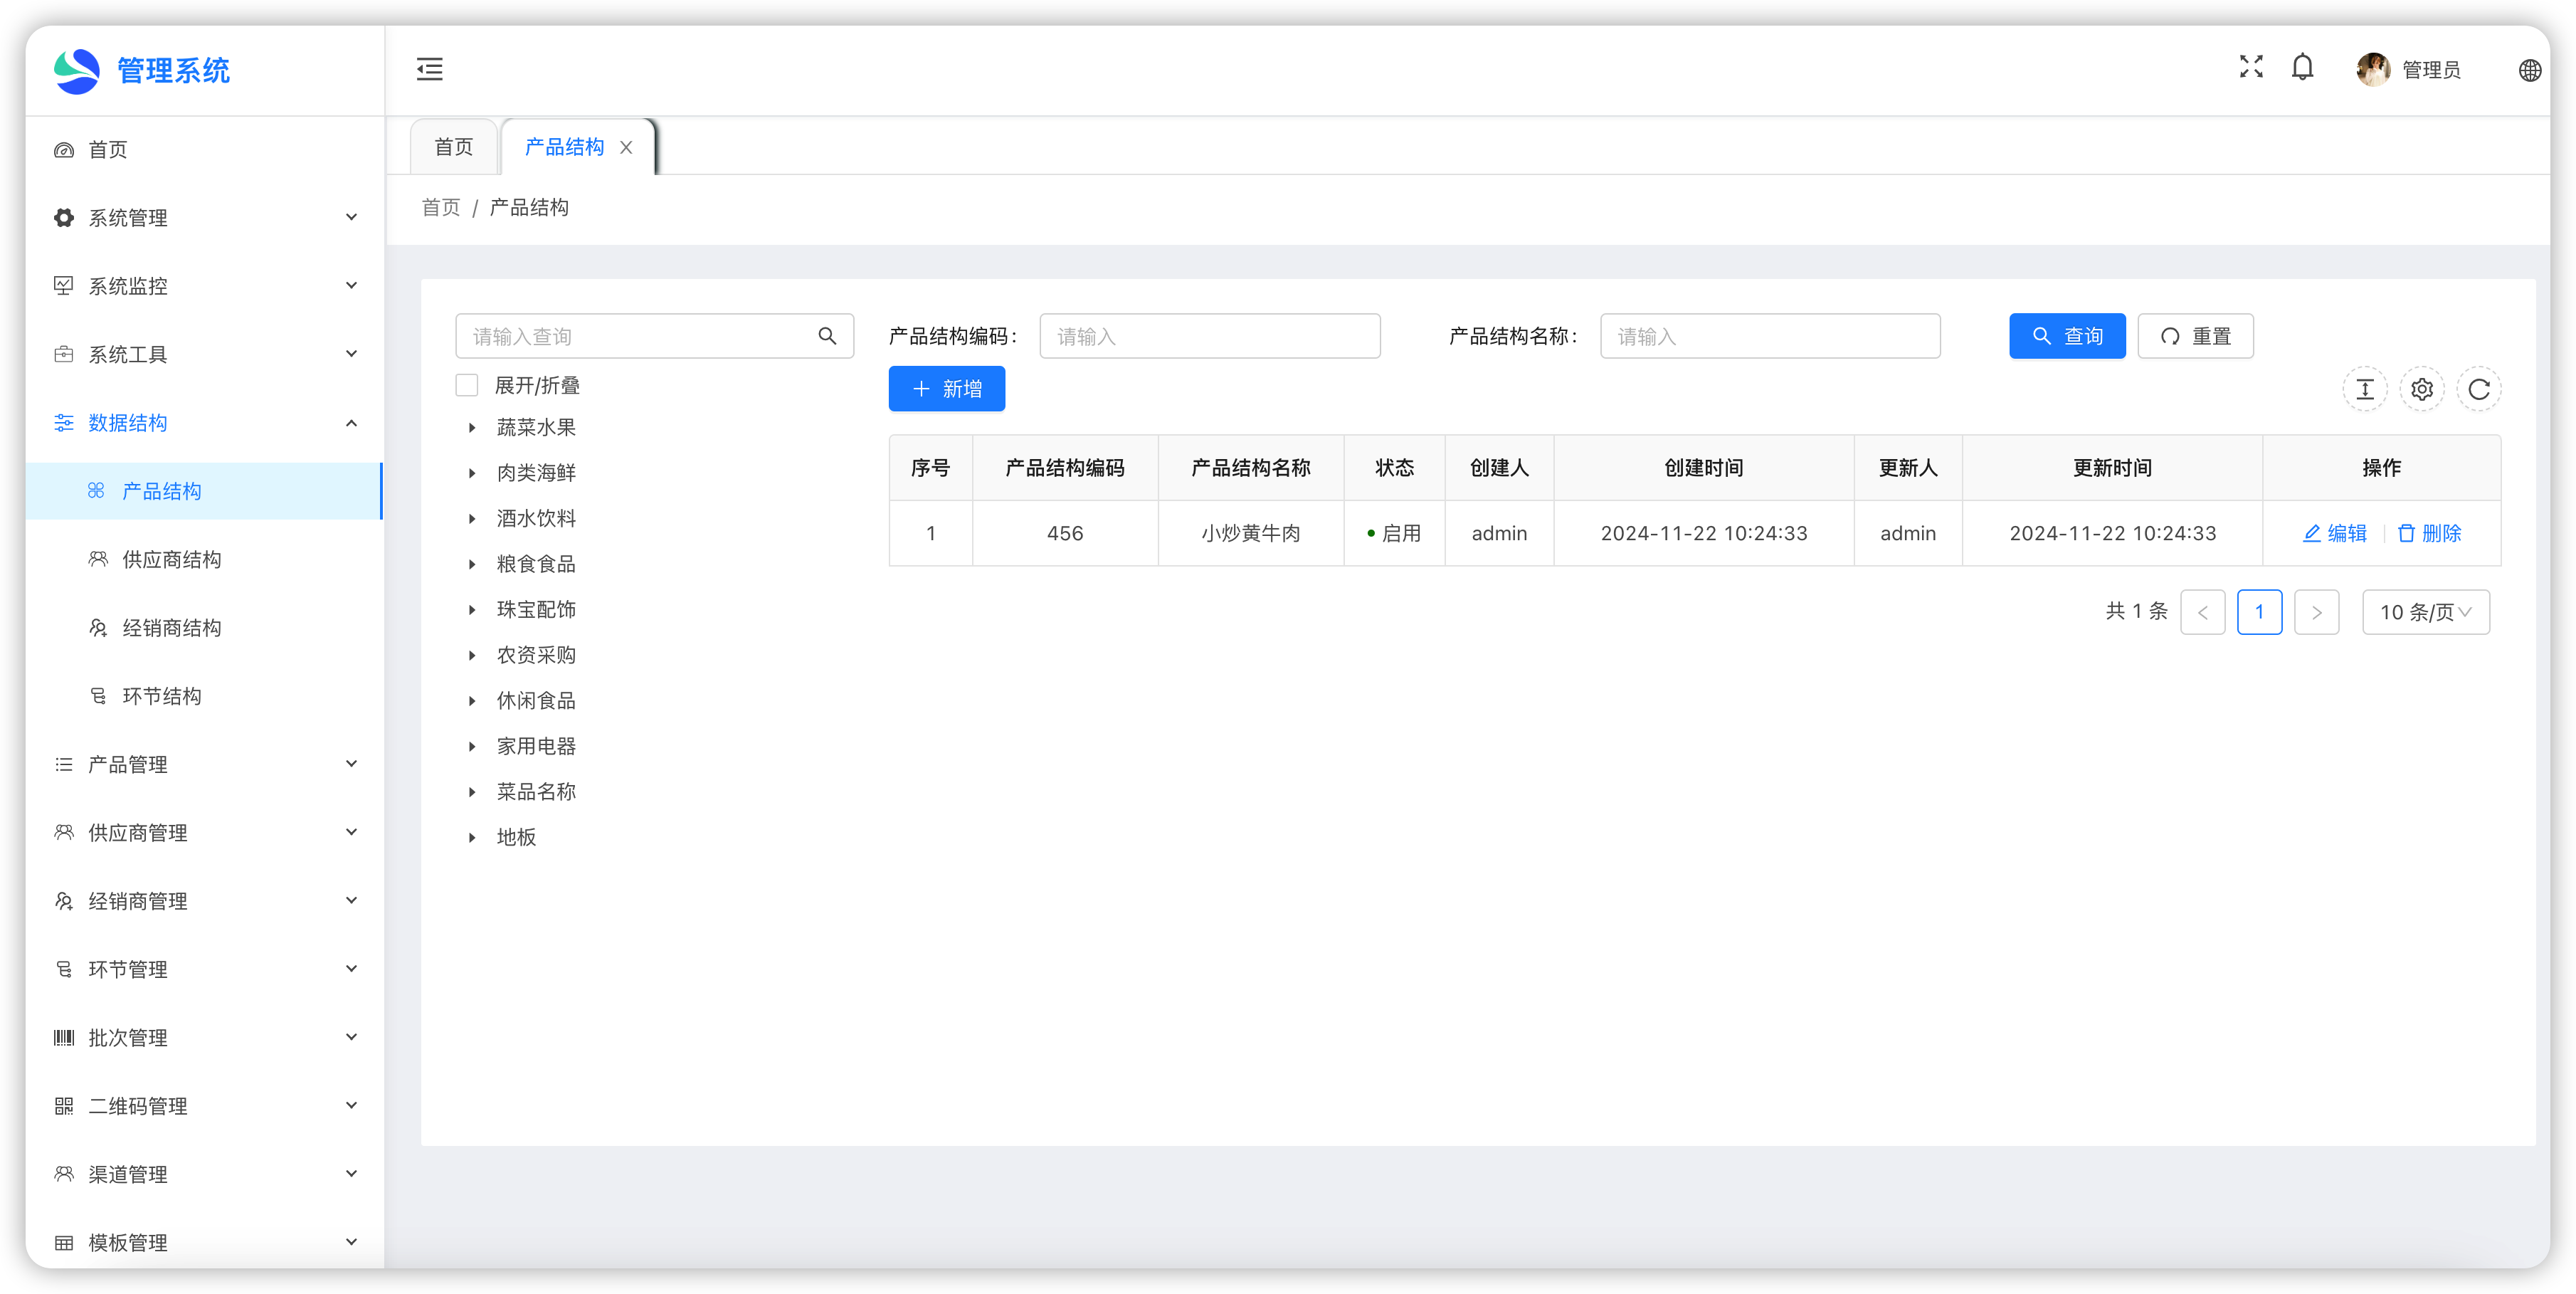 管理系统
管理员
首页
系统管理
系统监控
系统工具
数据结构
产品结构
供应商结构
经销商结构
环节结构
产品管理
供应商管理
经销商管理
环节管理
批次管理
二维码管理
渠道管理
模板管理
首页 产品结构
首页 / 产品结构
请输入查询
展开/折叠
蔬菜水果
肉类海鲜
酒水饮料
粮食食品
珠宝配饰
农资采购
休闲食品
家用电器
菜品名称
地板
产品结构编码: 请输入 产品结构名称: 请输入 查询 重置
新增
序号 产品结构编码 产品结构名称 状态 创建人 创建时间 更新人 更新时间 操作
1 456 小炒黄牛肉 启用 admin 2024-11-22 10:24:33 admin 2024-11-22 10:24:33 编辑 删除
共 1 条 < 1 > 10 条/页